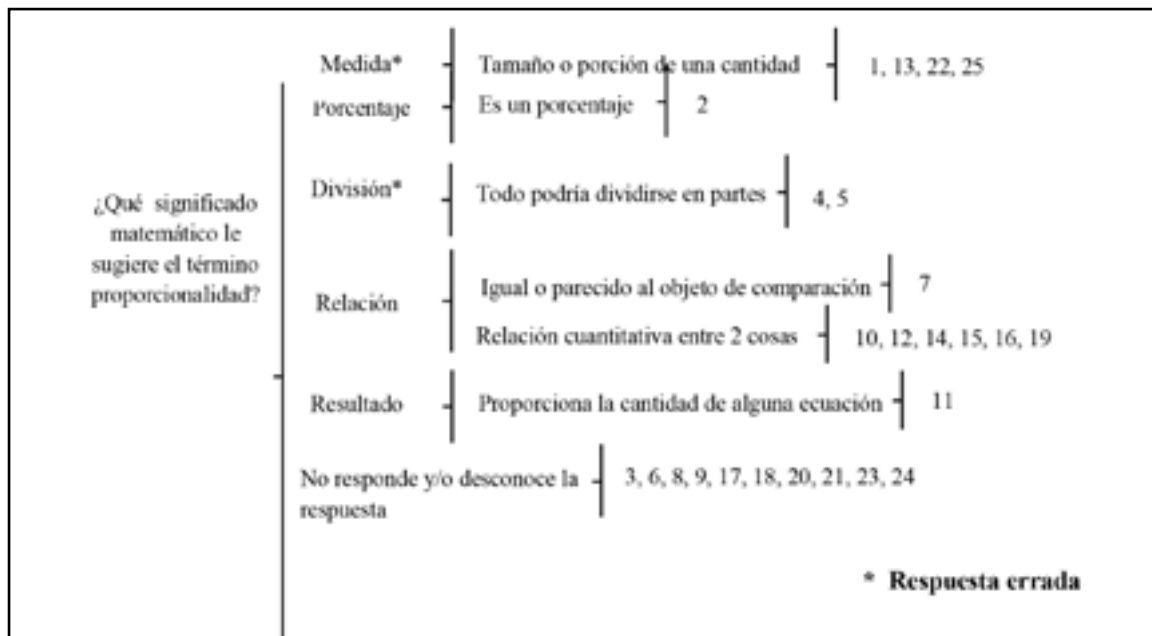 Medida*
Tamaño o porción de una cantidad
1, 13, 22, 25
Porcentaje
Es un porcentaje
2
¿Qué significado
matemático le
sugiere el término
proporcionalidad?
División*
Todo podría dividirse en partes
4, 5
Relación
Igual o parecido al objeto de comparación
7
Relación cuantitativa entre 2 cosas
10, 12, 14, 15, 16, 19
Resultado
Proporciona la cantidad de alguna ecuación
11
No responde y/o desconoce la
respuesta
3, 6, 8, 9, 17, 18, 20, 21, 23, 24
* Respuesta errada